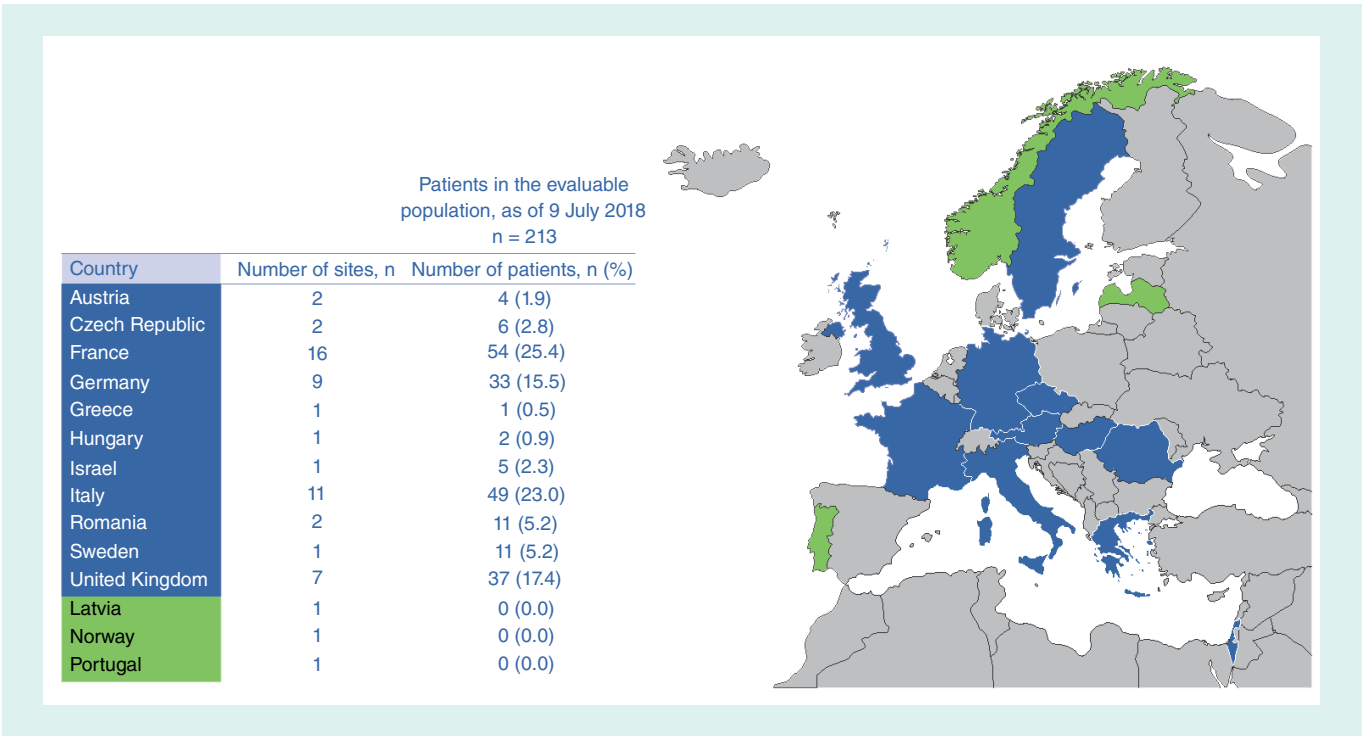 Patients in the evaluable
population, as of 9 July 2018
n = 213
Country Number of sites, n Number of patients, n (%)
Austria 2 4 (1.9)
Czech Republic 2 6 (2.8)
France 16 54 (25.4)
Germany 9 33 (15.5)
Greece 1 1 (0.5)
Hungary 1 2 (0.9)
Israel 1 5 (2.3)
Italy 11 49 (23.0)
Romania 2 11 (5.2)
Sweden 1 11 (5.2)
United Kingdom 7 37 (17.4)
Latvia 1 0 (0.0)
Norway 1 0 (0.0)
Portugal 1 0 (0.0)